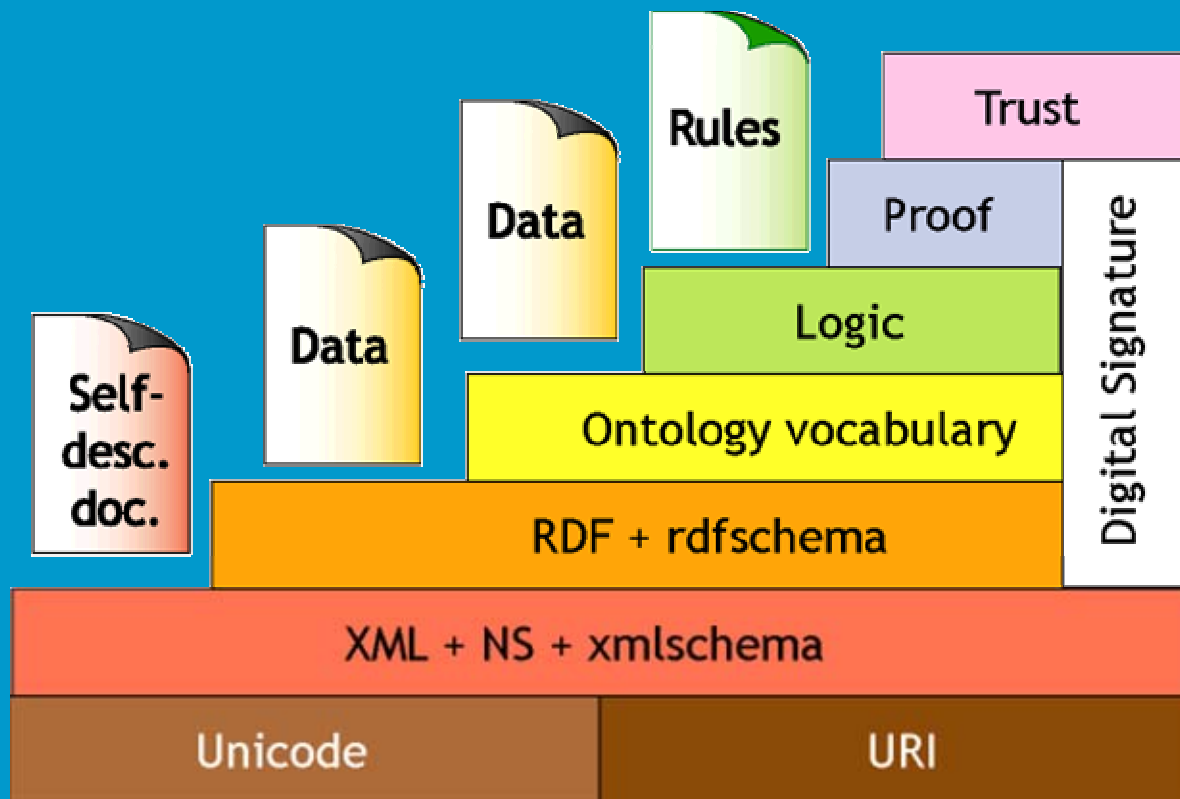 Rules
Trust
Data
Proof
Data
Logic
Self-
desc.
doc.
Ontology vocabulary
Digital Signature
RDF + rdfschema
XML + NS + xmlschema
Unicode
URI